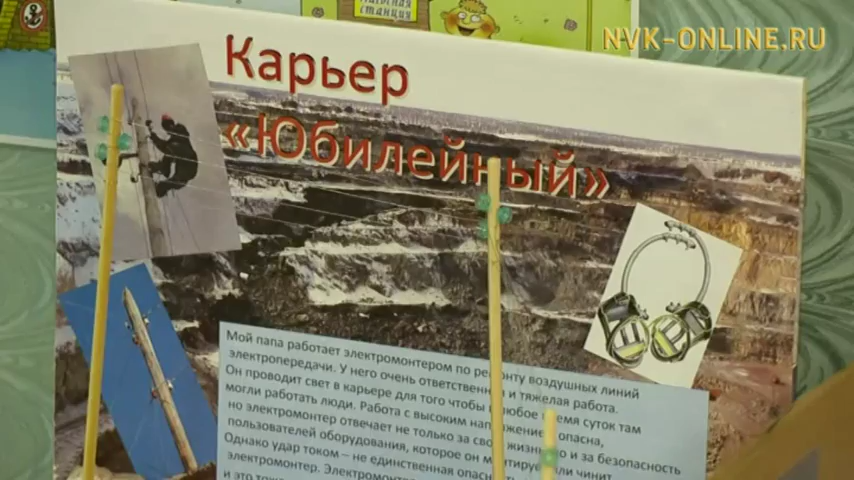 станция
NVK-ONLINE.RU
Карьер
«Юбилейный»
Мой папа работает электромонтером по ремонту воздушных линий
электропередачи. У него очень ответственная и тяжелая работа.
Он проводит свет в карьере для того чтобы в любое время суток там
могли работать люди. Работа с высоким напряжением опасна,
но электромонтер отвечает не только за свою жизнь, но и за безопасность
пользователей оборудования, которое он монтирует или чинит.
Однако удар током – не единственная
электромонтер.
и это